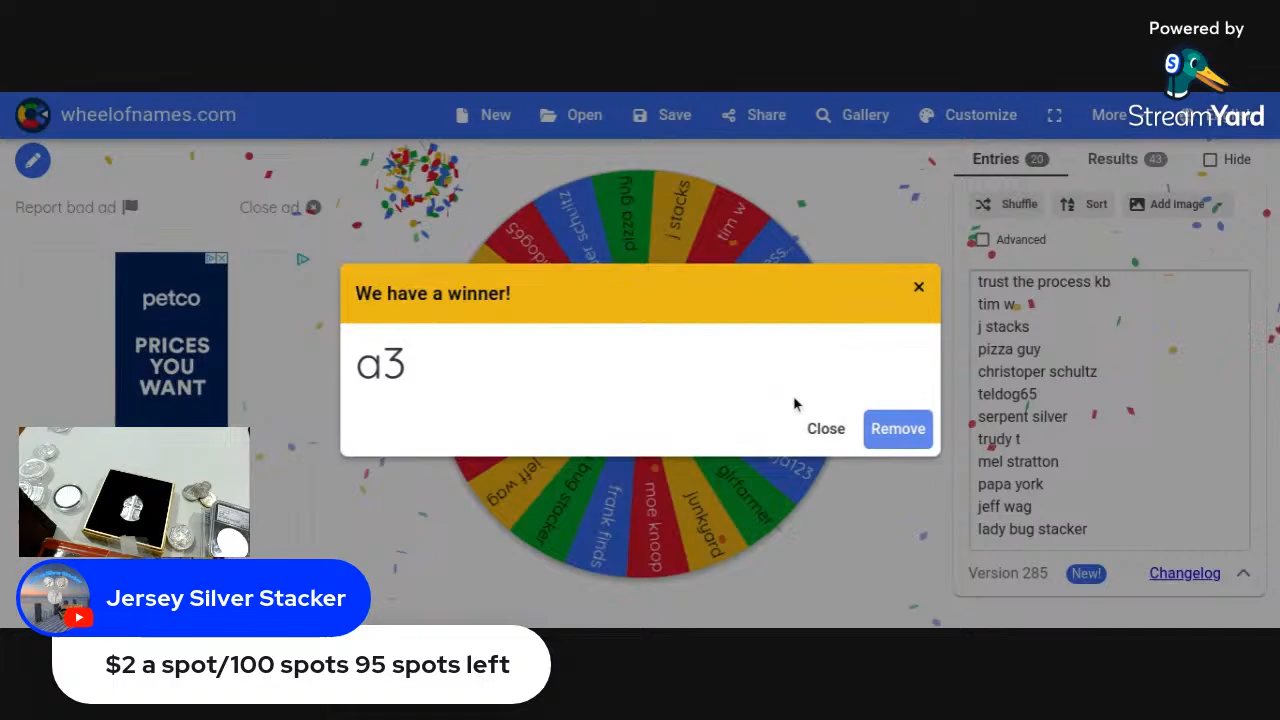 Powered by
StreamYard
wheelofnames.com
New
Open
Save
Share
Gallery
Customize
More
Report bad ad
Close ad
petco
PRICES
YOU
WANT
Entries 20
Results 43
Hide
Shuffle
Sort
Add image
Advanced
trust the process kb
tim w
j stacks
pizza guy
christoper schultz
teldog65
serpent silver
trudy t
mel stratton
papa york
jeff wag
lady bug stacker
Version 285
New!
Changelog
pizza guy
j stacks
tim w
jeff wag
bug stacker
frank finds
moe knoop
junkyard
We have a winner!
a3
Close
Remove
Jersey Silver Stacker
$2 a spot/100 spots 95 spots left